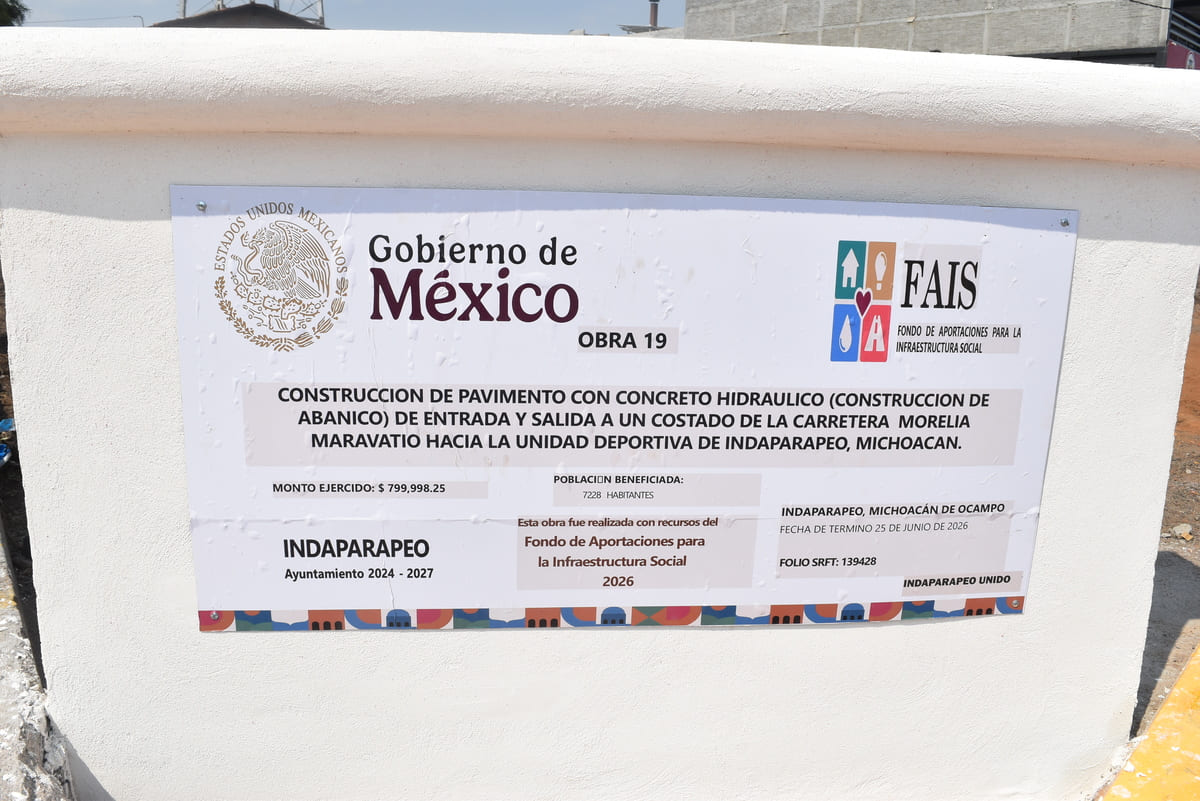 ESTADOS UNIDOS MEXICANOS
Gobierno de
México
OBRA 19
FAIS
FONDO DE APORTACIONES PARA LA
INFRAESTRUCTURA SOCIAL
CONSTRUCCION DE PAVIMENTO CON CONCRETO HIDRAULICO (CONSTRUCCION DE
ABANICO) DE ENTRADA Y SALIDA A UN COSTADO DE LA CARRETERA MORELIA
MARAVATIO HACIA LA UNIDAD DEPORTIVA DE INDAPARAPEO, MICHOACAN.
MONTO EJERCIDO: $ 799,998.25
POBLACI▯N BENEFICIADA:
7228 HABITANTES
INDAPARAPEO
Ayuntamiento 2024 - 2027
Esta obra fue realizada con recursos del
Fondo de Aportaciones para
la Infraestructura Social
2026
INDAPARAPEO, MICHOACÁN DE OCAMPO
FECHA DE TERMINO 25 DE JUNIO DE 2026
FOLIO SRFT: 139428
INDAPARAPEO UNIDO